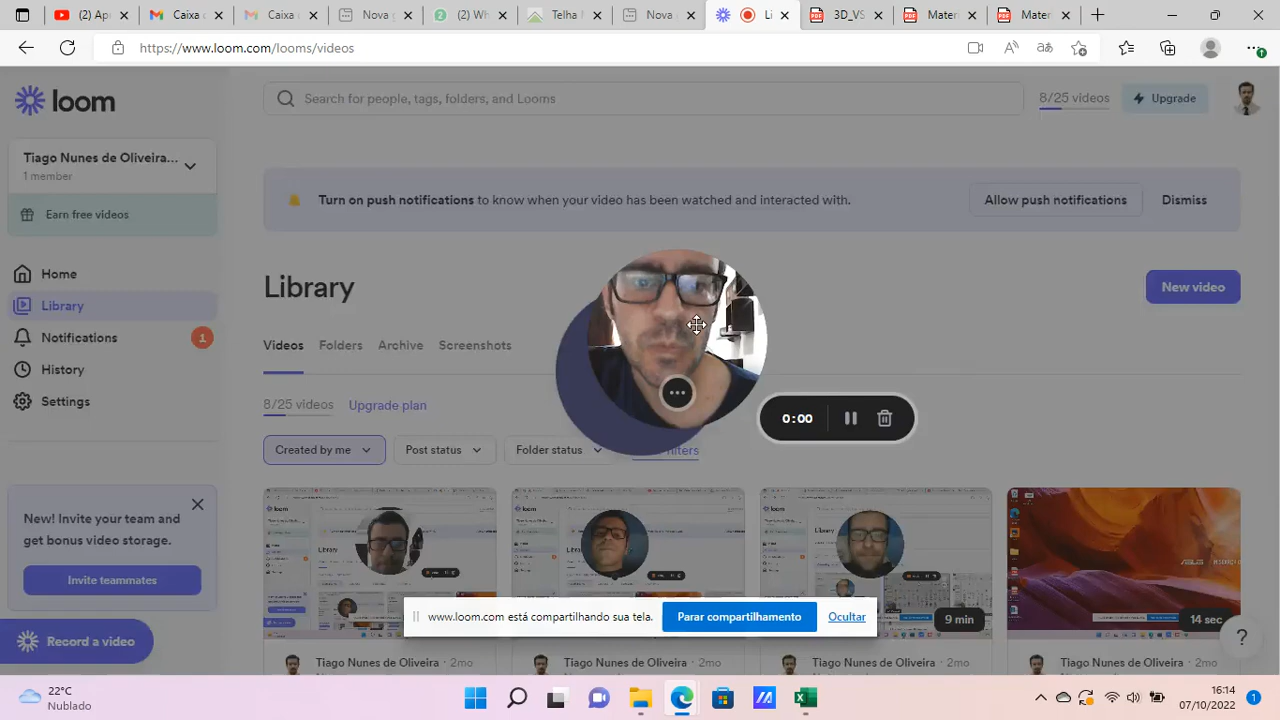 (2) Ap
Caixa c
Caixa c
Nova g
(2) Wh
Telha M
Nova c
Li
3D_VS
Mater
Mater
https://www.loom.com/looms/videos
loom
Search for people, tags, folders, and Looms
8/25 videos
Upgrade
Tiago Nunes de Oliveira...
1 member
Earn free videos
Turn on push notifications to know when your video has been watched and interacted with.
Allow push notifications
Dismiss
Home
Library
Notifications
1
History
Settings
Library
New video
Videos
Folders
Archive
Screenshots
8/25 videos
Upgrade plan
0:00
Created by me
Post status
Folder status
New! Invite your team and
get bonus video storage.
Invite teammates
Record a video
www.loom.com está compartilhando sua tela.
Parar compartilhamento
Ocultar
9 min
14 sec
?
Tiago Nunes de Oliveira · 2mo
Tiago Nunes de Oliveira · 2mo
Tiago Nunes de Oliveira · 2mo
Tiago Nunes de Oliveira · 2mo
22°C
Nublado
16:14
07/10/2022
1